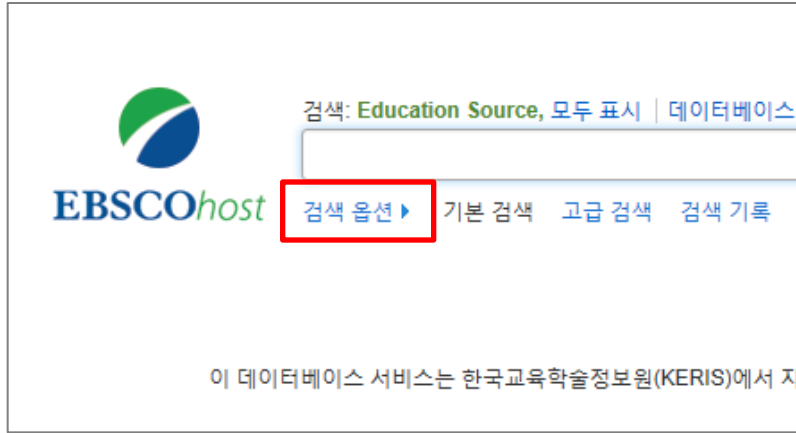 검색: Education Source, 모두 표시 | 데이터베이스
EBSCOhost
검색 옵션 기본 검색 고급 검색 검색 기록
이 데이터베이스 서비스는 한국교육학술정보원(KERIS)에서 지